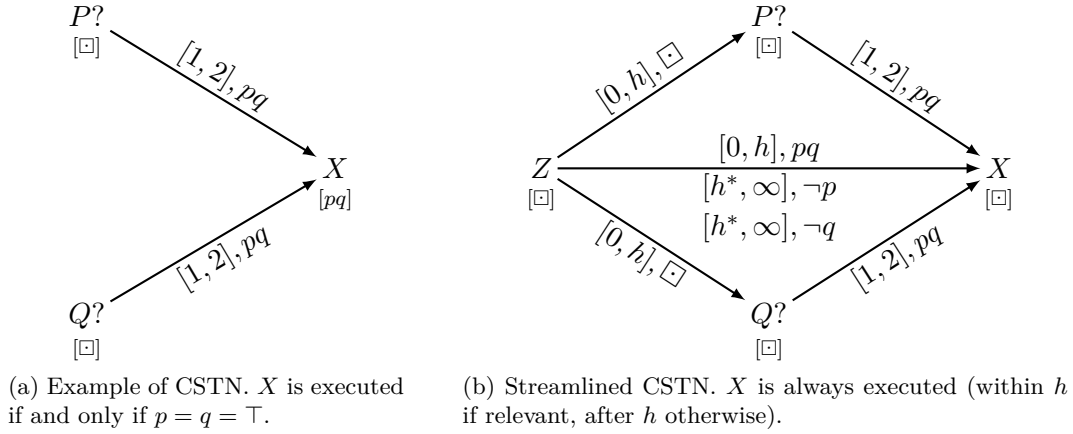 P?
[⊡]
[1, 2], pq
X
[pq]
[1, 2], pq
Q?
[⊡]
(a) Example of CSTN. X is executed
if and only if p = q = ⊤.
P?
[⊡]
[0, h], ⊡
[1, 2], pq
Z
[⊡]
[0, h], pq
[h*, ∞], ¬p
[h*, ∞], ¬q
X
[⊡]
[0, h], ⊡
[1, 2], pq
Q?
[⊡]
(b) Streamlined CSTN. X is always executed (within h
if relevant, after h otherwise).